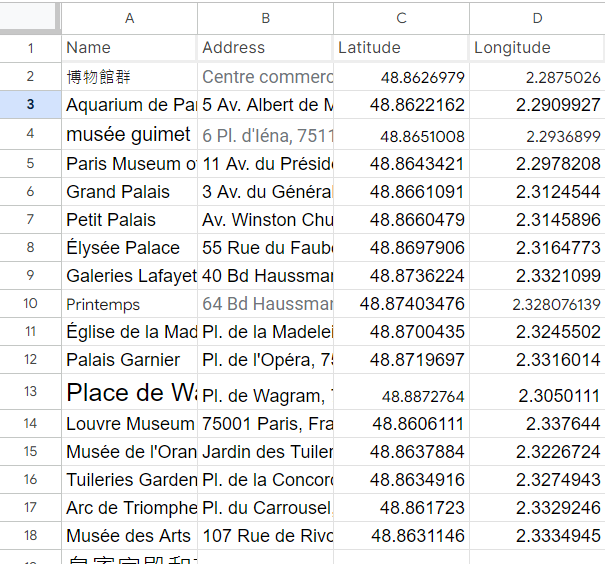 A B C D
1 Name Address Latitude Longitude
2 博物館群 Centre commerc 48.8626979 2.2875026
3 Aquarium de Par 5 Av. Albert de M 48.8622162 2.2909927
4 musée guimet 6 Pl. d'Iéna, 7511 48.8651008 2.2936899
5 Paris Museum o 11 Av. du Préside 48.8643421 2.2978208
6 Grand Palais 3 Av. du Général 48.8661091 2.3124544
7 Petit Palais Av. Winston Chu 48.8660479 2.3145896
8 Élysée Palace 55 Rue du Faub 48.8697906 2.3164773
9 Galeries Lafayet 40 Bd Haussmar 48.8736224 2.3321099
10 Printemps 64 Bd Haussmar 48.87403476 2.328076139
11 Église de la Mad Pl. de la Madelei 48.8700435 2.3245502
12 Palais Garnier Pl. de l'Opéra, 75 48.8719697 2.3316014
13 Place de Wa Pl. de Wagram, 48.8872764 2.3050111
14 Louvre Museum 75001 Paris, Fra 48.8606111 2.337644
15 Musée de l'Oran Jardin des Tuiler 48.8637884 2.3226724
16 Tuileries Garden Pl. de la Concord 48.8634916 2.3274943
17 Arc de Triomphe Pl. du Carrousel, 48.861723 2.3329246
18 Musée des Arts 107 Rue de Rivo 48.8631146 2.3334945